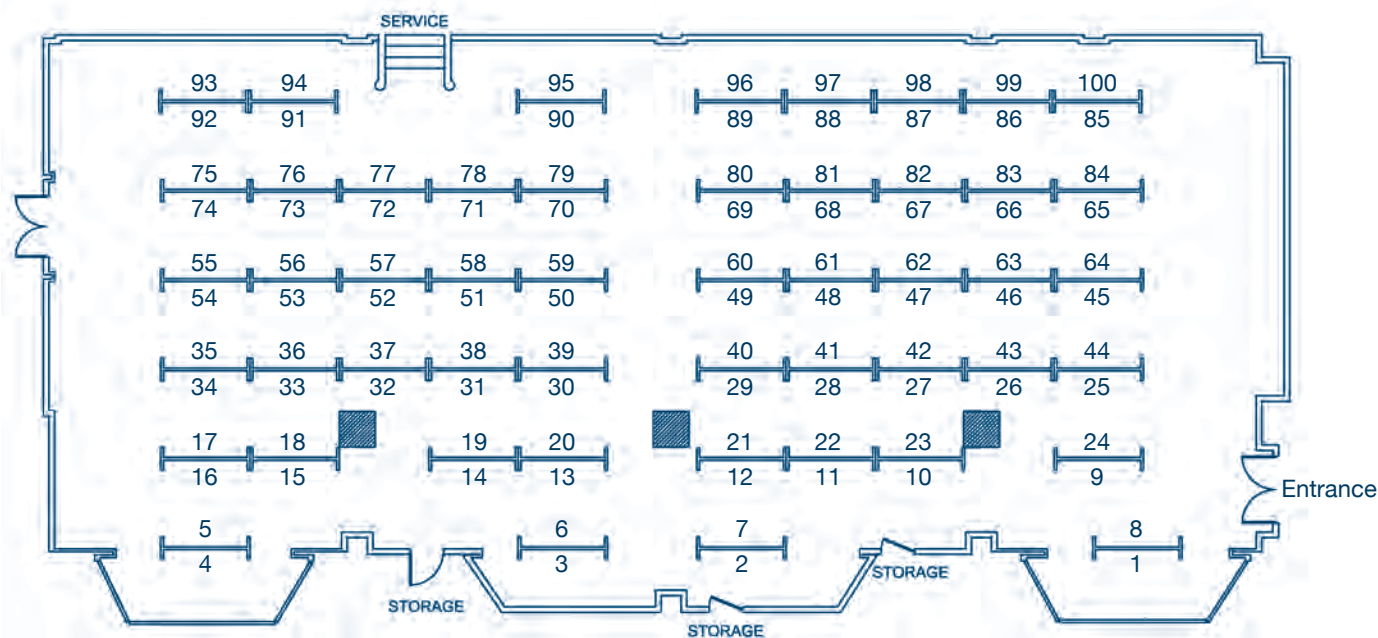 SERVICE
93 94 95 96 97 98 99 100
92 91 90 89 88 87 86 85
75 76 77 78 79 80 81 82 83 84
74 73 72 71 70 69 68 67 66 65
55 56 57 58 59 60 61 62 63 64
54 53 52 51 50 49 48 47 46 45
35 36 37 38 39 40 41 42 43 44
34 33 32 31 30 29 28 27 26 25
17 18 19 20 21 22 23 24
16 15 14 13 12 11 10 9
Entrance
5 6 7 8
4 3 2 1
STORAGE
STORAGE
STORAGE